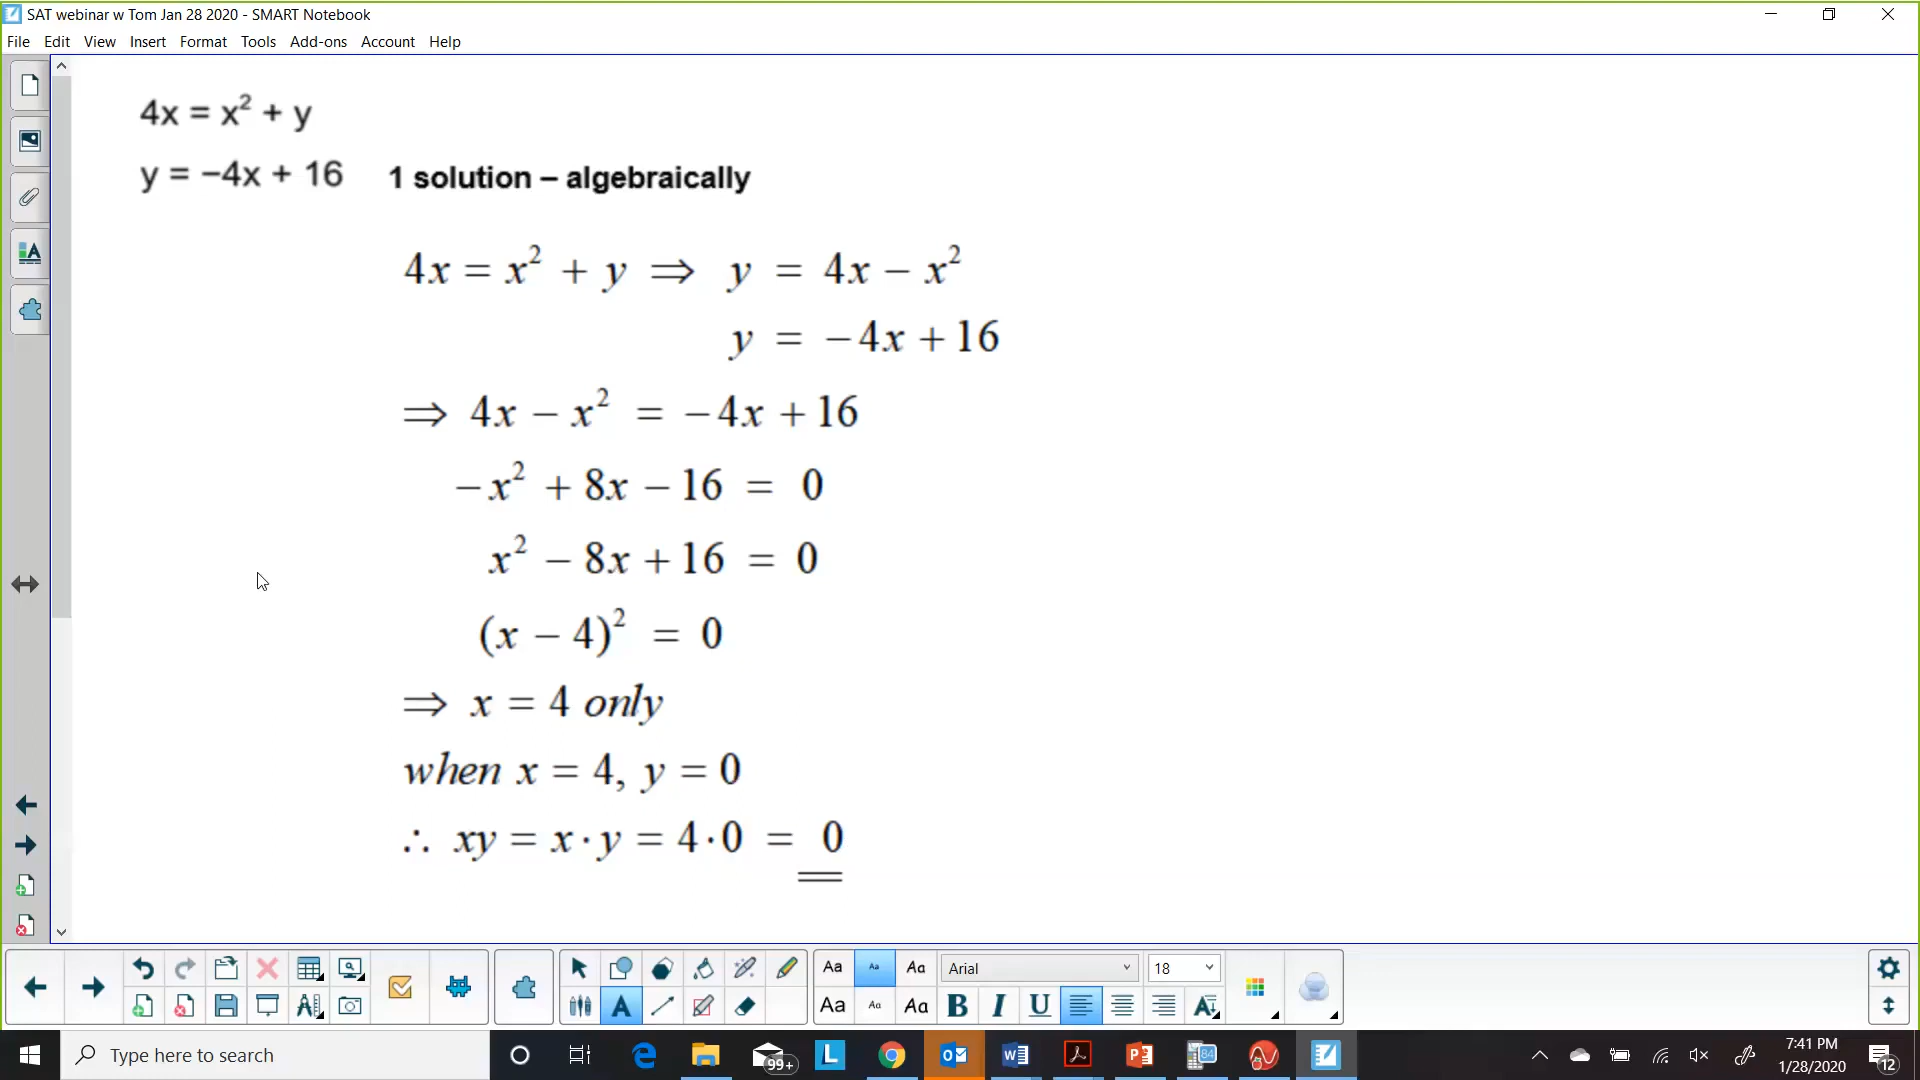 SAT webinar w Tom Jan 28 2020 - SMART Notebook
File Edit View Insert Format Tools Add-ons Account Help
4x = x² + y
y = −4x + 16 1 solution – algebraically
4x = x² + y ⇒ y = 4x − x²
y = −4x + 16
⇒ 4x − x² = −4x + 16
−x² + 8x − 16 = 0
x² − 8x + 16 = 0
(x − 4)² = 0
⇒ x = 4 only
when x = 4, y = 0
∴ xy = x · y = 4 · 0 = 0
Aa Aa Aa Arial 18
A Aa Aa Aa B I U
Type here to search
99+
L
84
7:41 PM
1/28/2020
12